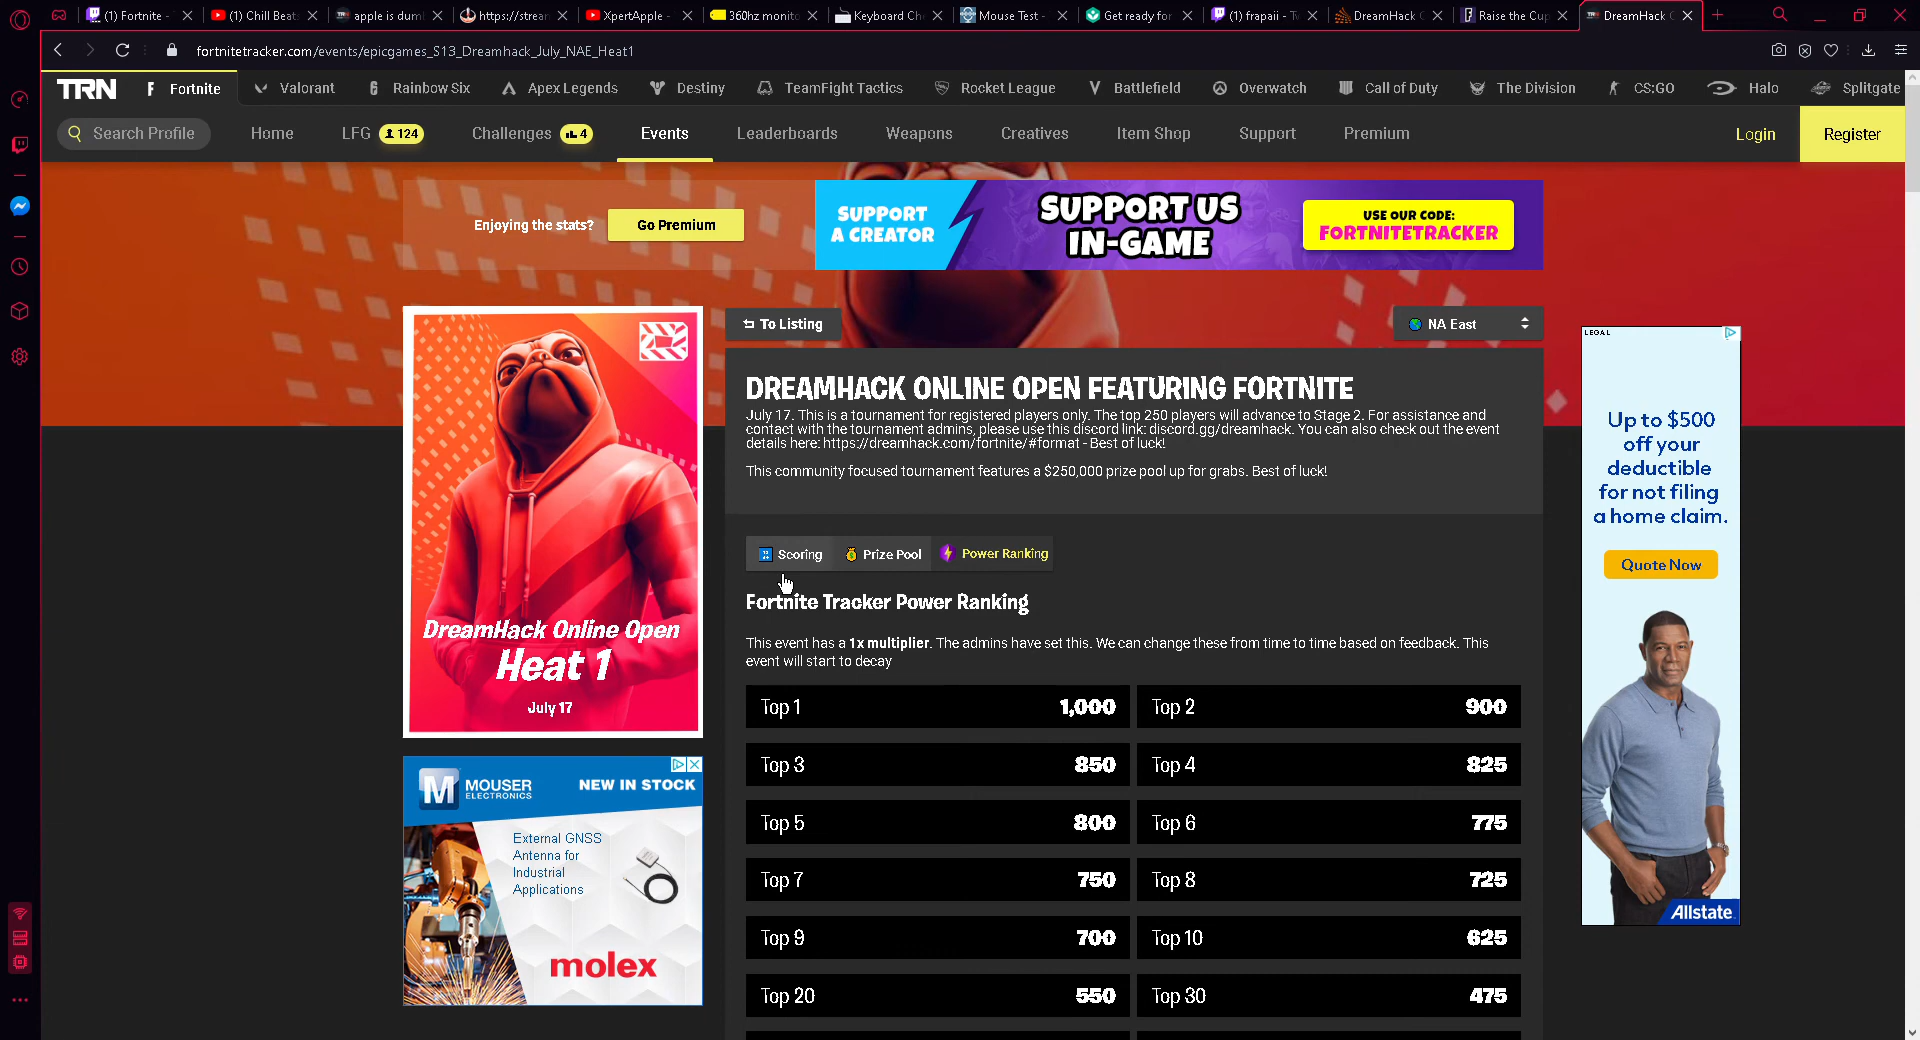 (1) Fortnite -
(1) Chill Beat
apple is dum
https://strean
XpertApple -
360hz monito
Keyboard Ch
Mouse Test -
Get ready for
(1) frapaii - Tw
DreamHack C
Raise the Cup
DreamHack C
fortnitetracker.com/events/epicgames_S13_Dreamhack_July_NAE_Heat1
TRN
Fortnite
Valorant
Rainbow Six
Apex Legends
Destiny
TeamFight Tactics
Rocket League
Battlefield
Overwatch
Call of Duty
The Division
CS:GO
Halo
Splitgate
Search Profile
Home
LFG 124
Challenges 4
Events
Leaderboards
Weapons
Creatives
Item Shop
Support
Premium
Login
Register
Enjoying the stats?
Go Premium
SUPPORT
A CREATOR
SUPPORT US
IN-GAME
USE OUR CODE:
FORTNITETRACKER
To Listing
NA East
DREAMHACK ONLINE OPEN FEATURING FORTNITE
July 17. This is a tournament for registered players only. The top 250 players will advance to Stage 2. For assistance and
contact with the tournament admins, please use this discord link: discord.gg/dreamhack. You can also check out the event
details here: https://dreamhack.com/fortnite/#format - Best of luck!
This community focused tournament features a $250,000 prize pool up for grabs. Best of luck!
Scoring
Prize Pool
Power Ranking
Fortnite Tracker Power Ranking
This event has a 1x multiplier. The admins have set this. We can change these from time to time based on feedback. This
event will start to decay
Top 1 1,000
Top 2 900
Top 3 850
Top 4 825
Top 5 800
Top 6 775
Top 7 750
Top 8 725
Top 9 700
Top 10 625
Top 20 550
Top 30 475
DreamHack Online Open
Heat 1
July 17
M MOUSER
ELECTRONICS
NEW IN STOCK
External GNSS
Antenna for
Industrial
Applications
molex
LEGAL
Up to $500
off your
deductible
for not filing
a home claim.
Quote Now
Allstate